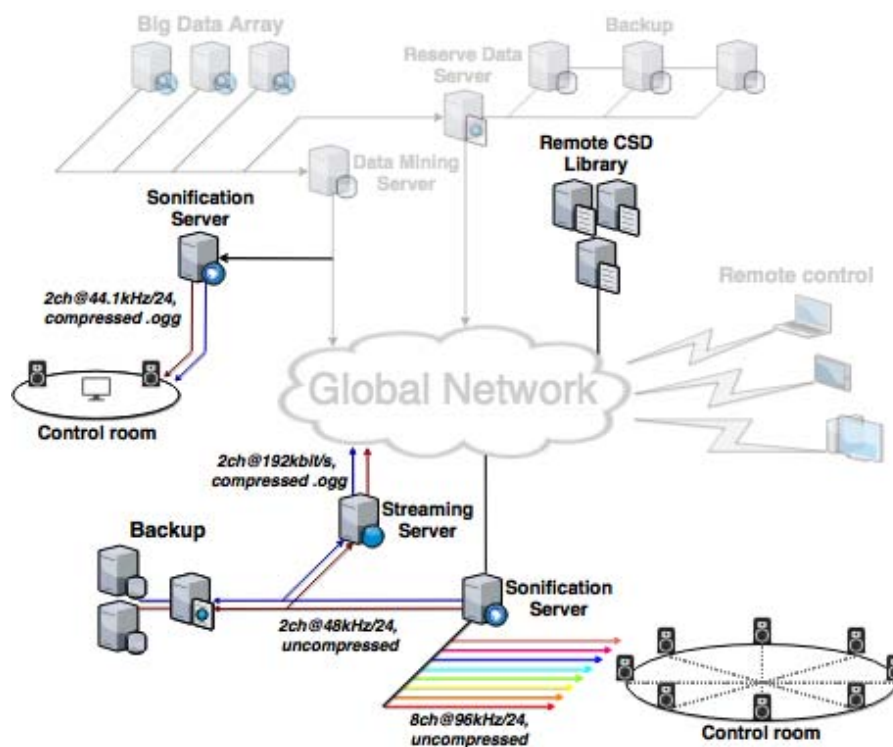 Big Data Array
Backup
Reserve Data
Server
Remote CSD
Library
Data Mining
Server
Sonification
Server
2ch@44.1kHz/24,
compressed .ogg
Remote control
Global Network
Control room
2ch@192kbit/s,
compressed .ogg
Streaming
Server
Backup
Sonification
Server
2ch@48kHz/24,
uncompressed
8ch@96kHz/24,
uncompressed
Control room